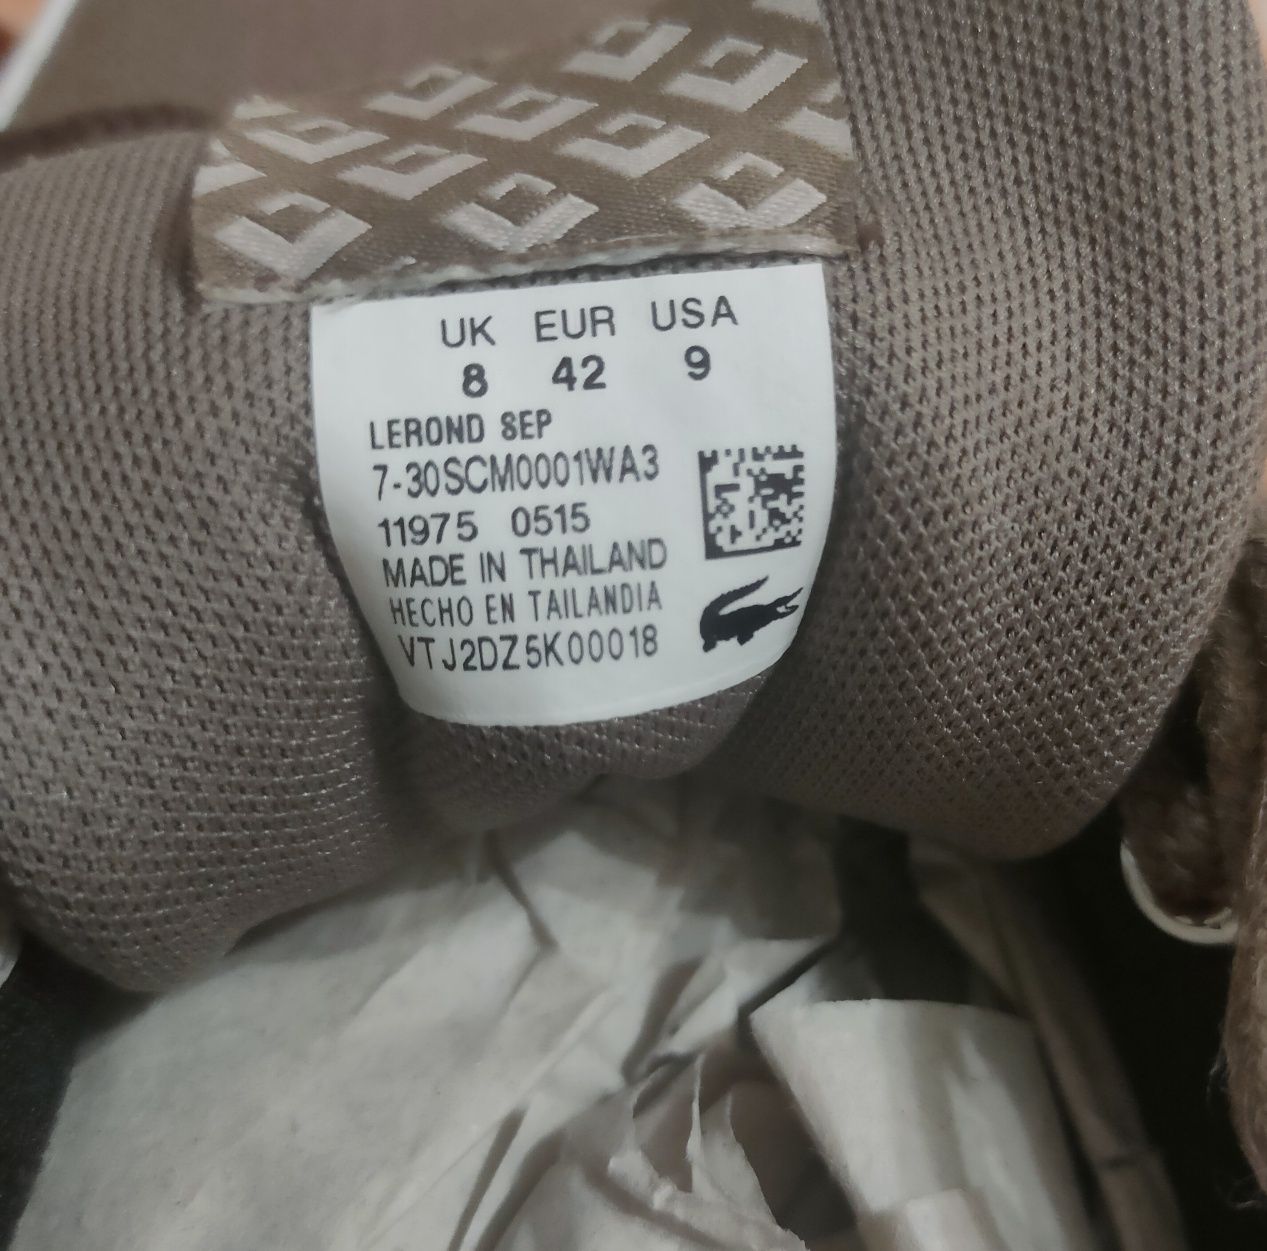 UK EUR USA
8 42 9
LEROND SEP
7-30SCM0001WA3
11975 0515
MADE IN THAILAND
HECHO EN TAILANDIA
VTJ2DZ5K00018